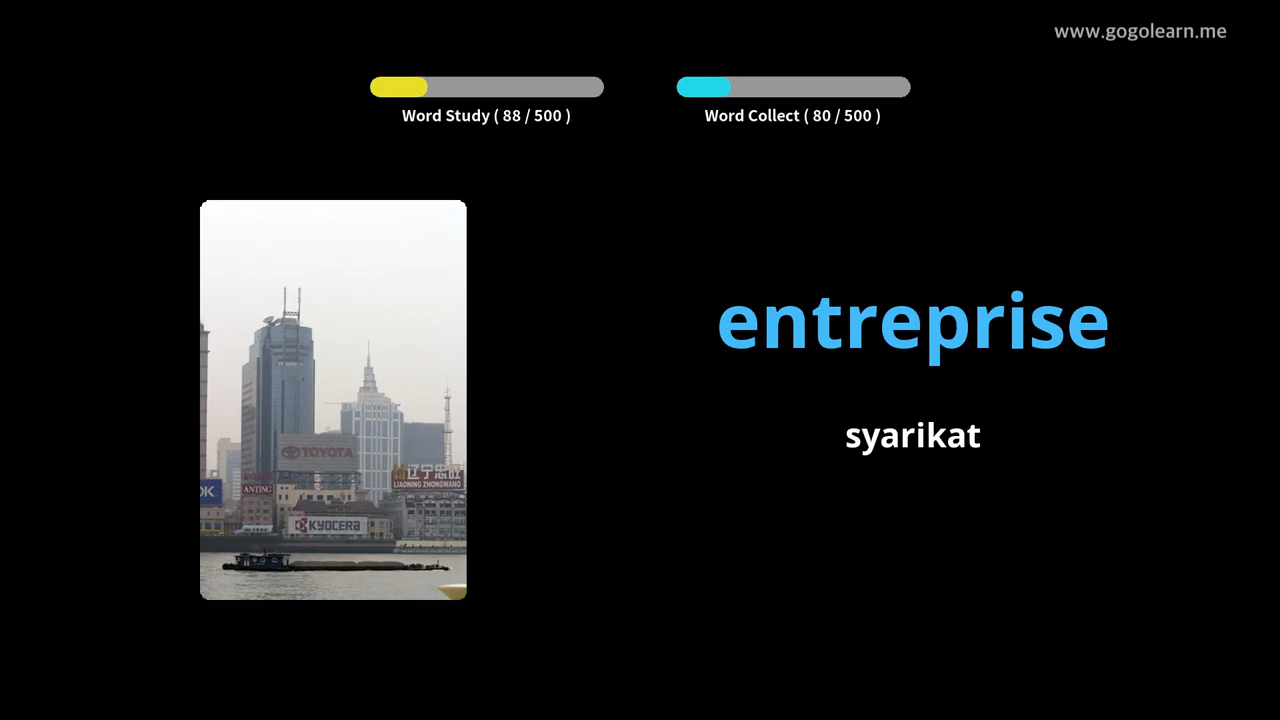 www.gogolearn.me
Word Study ( 88 / 500 )
Word Collect ( 80 / 500 )
entreprise
syarikat
TOYOTA
辽宁忠旺
LIAONING ZHONGWANG
OK
ANTING
KYOCERA